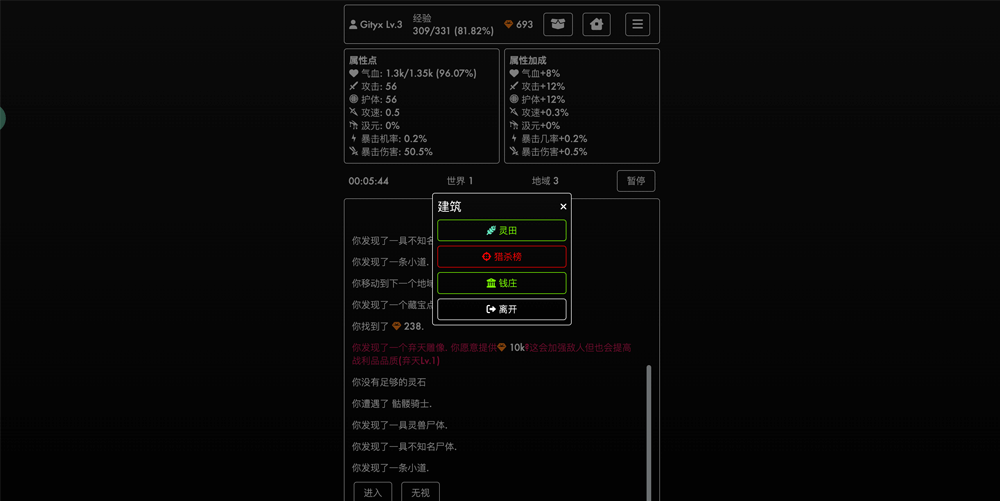 Gityx Lv.3
经验
309/331 (81.82%)
693
属性点
气血: 1.3k/1.35k (96.07%)
攻击: 56
护体: 56
攻速: 0.5
汲元: 0%
暴击机率: 0.2%
暴击伤害: 50.5%
属性加成
气血+8%
攻击+12%
护体+12%
攻速+0.3%
汲元+0%
暴击几率+0.2%
暴击伤害+0.5%
00:05:44
世界 1
地域 3
暂停
建筑
×
灵田
猎杀榜
钱庄
离开
你发现了一具不知名
你发现了一条小道.
你移动到下一个地域
你发现了一个藏宝点
你找到了 238.
你发现了一个弃天雕像. 你愿意提供 10k?这会加强敌人但也会提高
战利品品质(弃天Lv.1)
你没有足够的灵石
你遭遇了 骷髅骑士.
你发现了一具灵兽尸体.
你发现了一具不知名尸体.
你发现了一条小道.
进入
无视